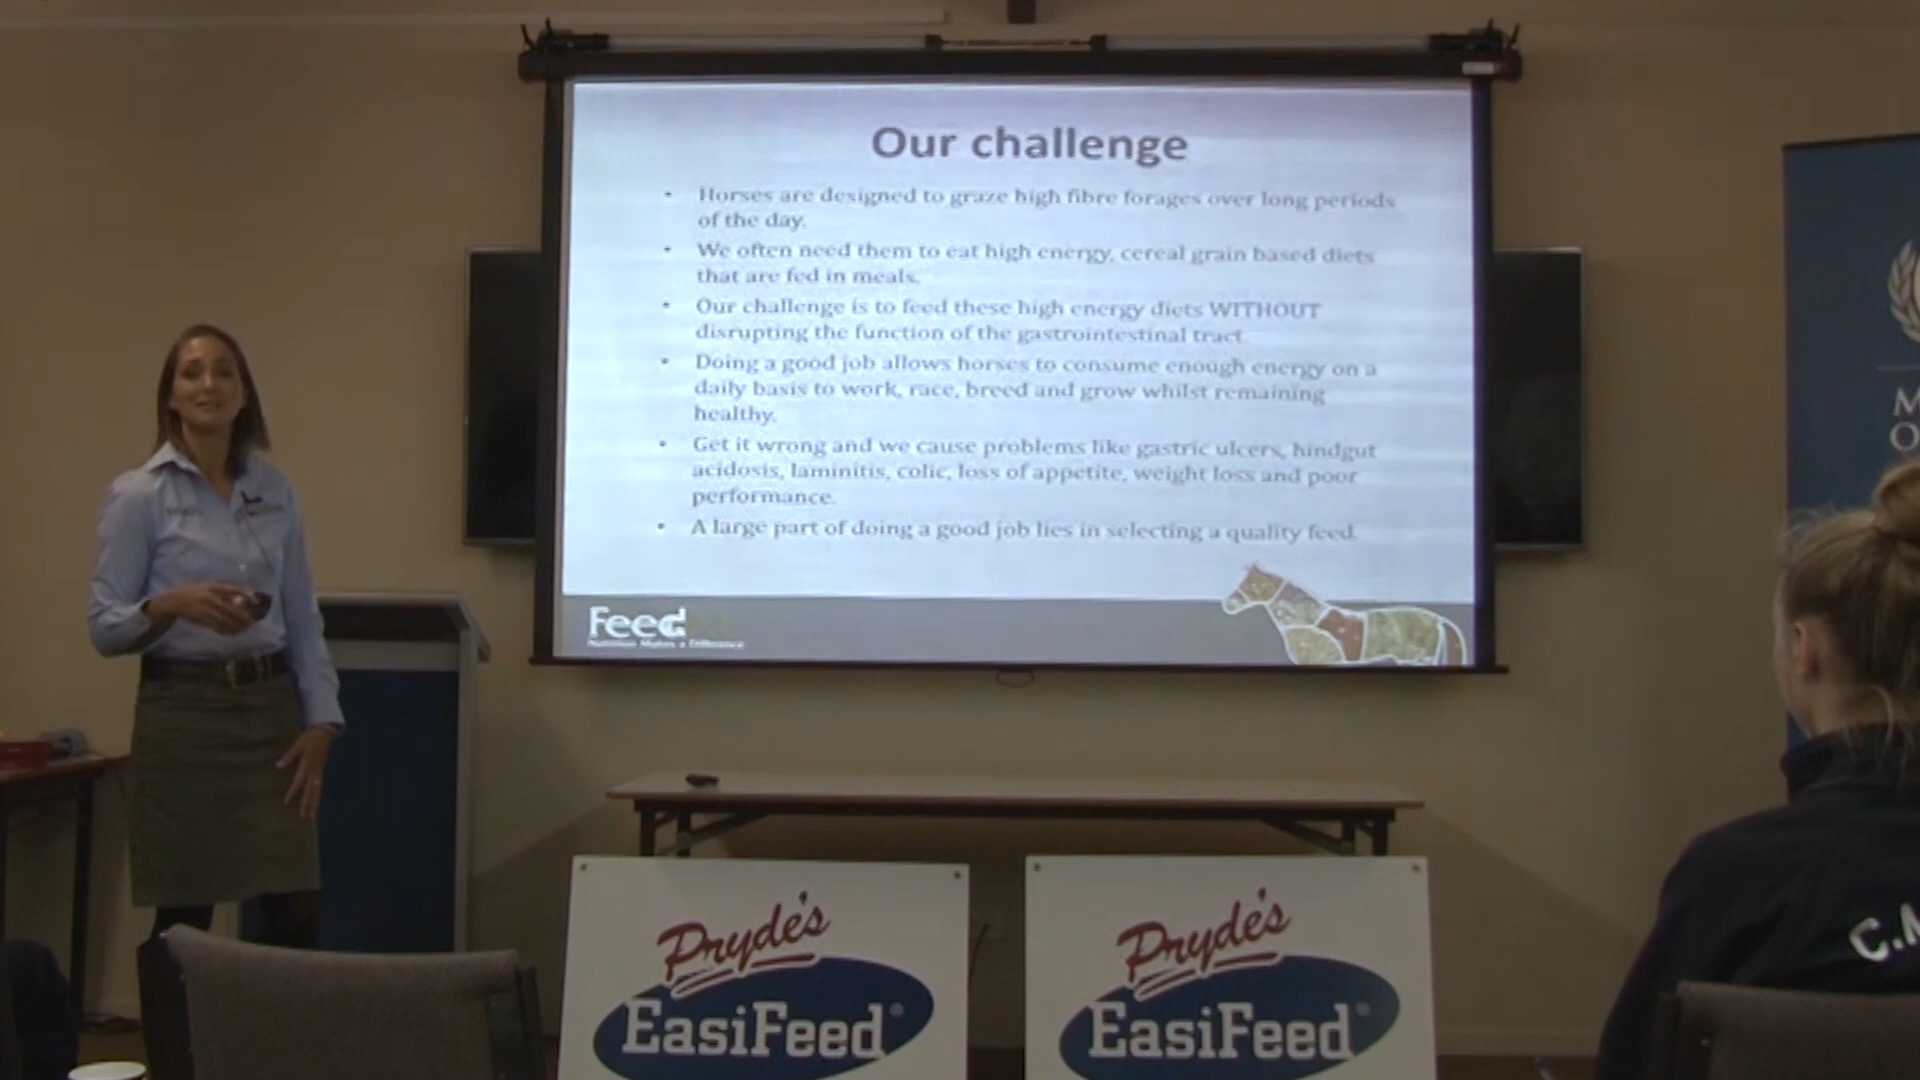 Our challenge
• Horses are designed to graze high fibre forages over long periods
of the day.
• We often need them to eat high energy, cereal grain based diets
that are fed in meals.
• Our challenge is to feed these high energy diets WITHOUT
disrupting the function of the gastrointestinal tract.
• Doing a good job allows horses to consume enough energy on a
daily basis to work, race, breed and grow whilst remaining
healthy.
• Get it wrong and we cause problems like gastric ulcers, hindgut
acidosis, laminitis, colic, loss of appetite, weight loss and poor
performance.
• A large part of doing a good job lies in selecting a quality feed.
Feed
Nutrition Makes a Difference
M
O
C.
Pryde's
EasiFeed®
Pryde's
EasiFeed®